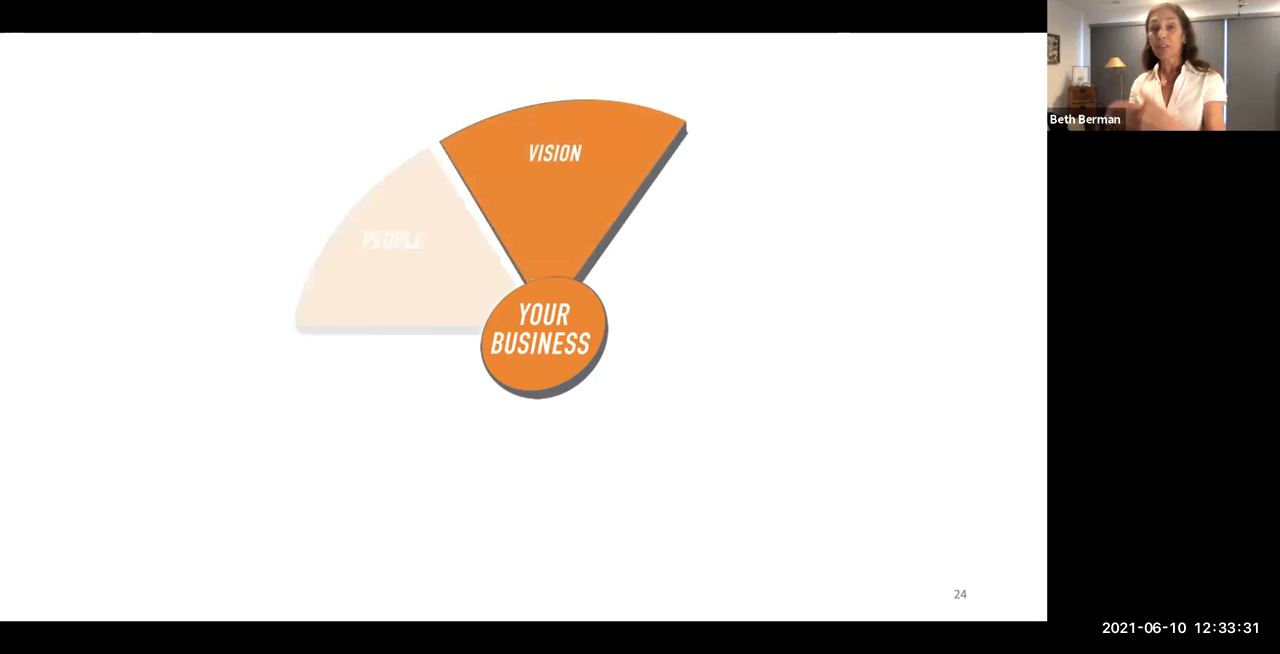 Beth Berman
VISION
PEOPLE
YOUR
BUSINESS
24
2021-06-10 12:33:31